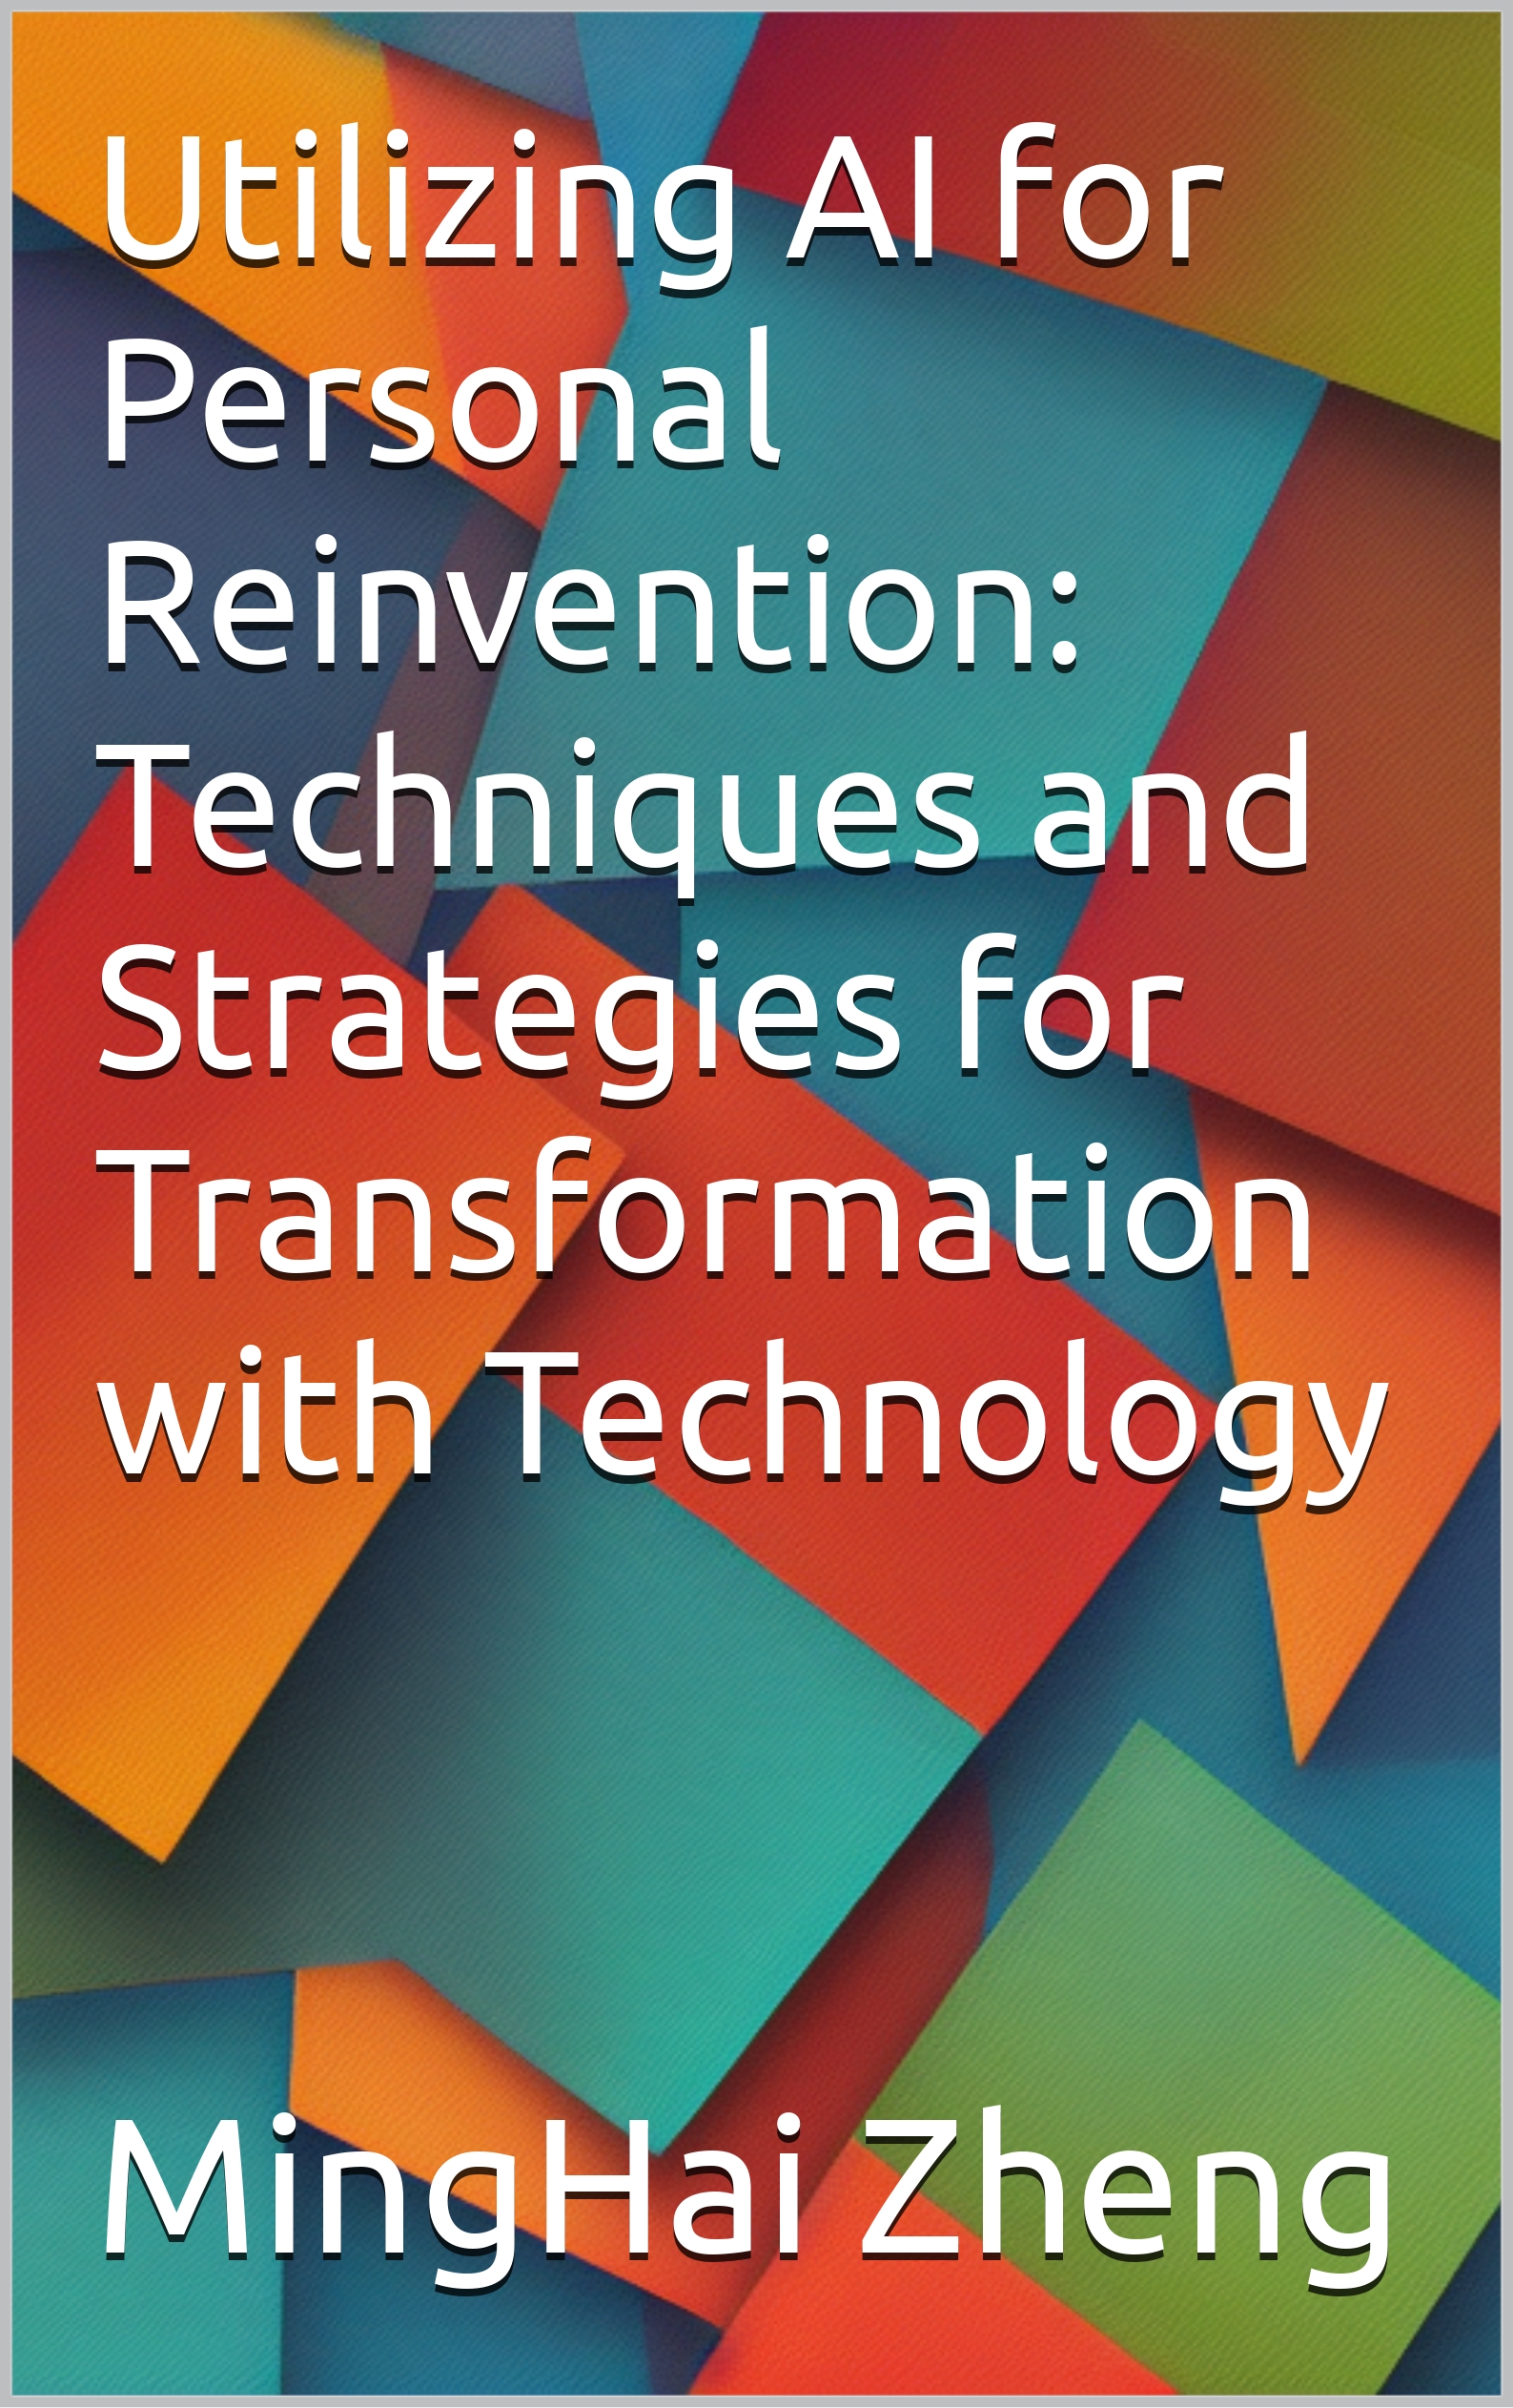 Utilizing AI for
Personal
Reinvention:
Techniques and
Strategies for
Transformation
with Technology
MingHai Zheng